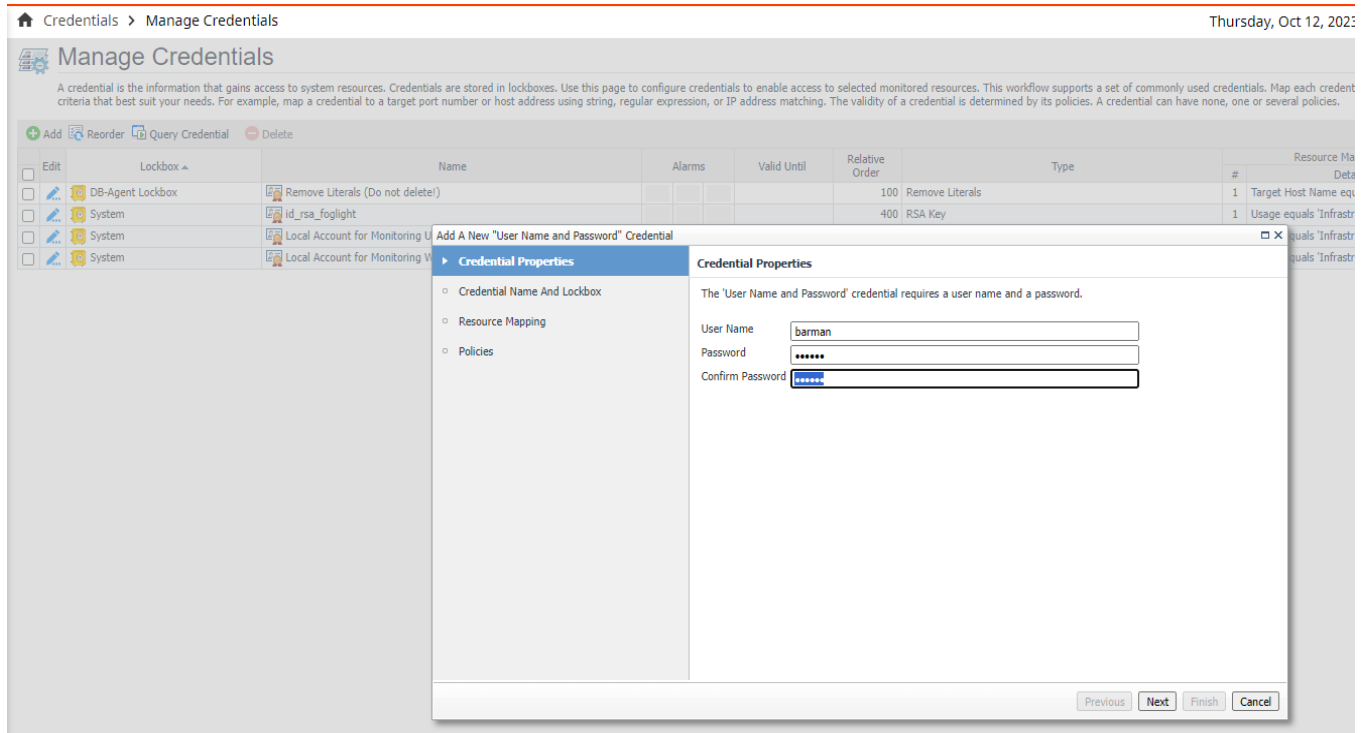 Credentials > Manage Credentials
Thursday, Oct 12, 2023
Manage Credentials
A credential is the information that gains access to system resources. Credentials are stored in lockboxes. Use this page to configure credentials to enable access to selected monitored resources. This workflow supports a set of commonly used credentials. Map each credent
criteria that best suit your needs. For example, map a credential to a target port number or host address using string, regular expression, or IP address matching. The validity of a credential is determined by its policies. A credential can have none, one or several policies.
Add Reorder Query Credential Delete
Edit Lockbox Name Alarms Valid Until Relative Order Type Resource Ma
# Deta
DB-Agent Lockbox Remove Literals (Do not delete!) 100 Remove Literals 1 Target Host Name equ
System id_rsa_foglight 400 RSA Key 1 Usage equals 'Infrastr
System Local Account for Monitoring U quals 'Infrastr
System Local Account for Monitoring W quals 'Infrastr
Add A New "User Name and Password" Credential
Credential Properties
Credential Name And Lockbox
Resource Mapping
Policies
Credential Properties
The 'User Name and Password' credential requires a user name and a password.
User Name barman
Password ••••••
Confirm Password ••••••
Previous Next Finish Cancel